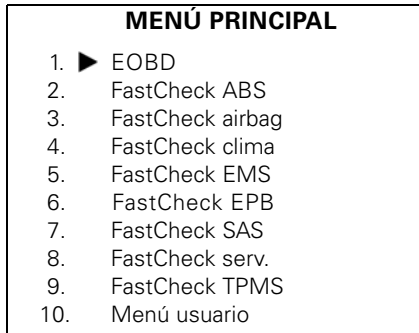 MENÚ PRINCIPAL
1. ▶ EOBD
2. FastCheck ABS
3. FastCheck airbag
4. FastCheck clima
5. FastCheck EMS
6. FastCheck EPB
7. FastCheck SAS
8. FastCheck serv.
9. FastCheck TPMS
10. Menú usuario